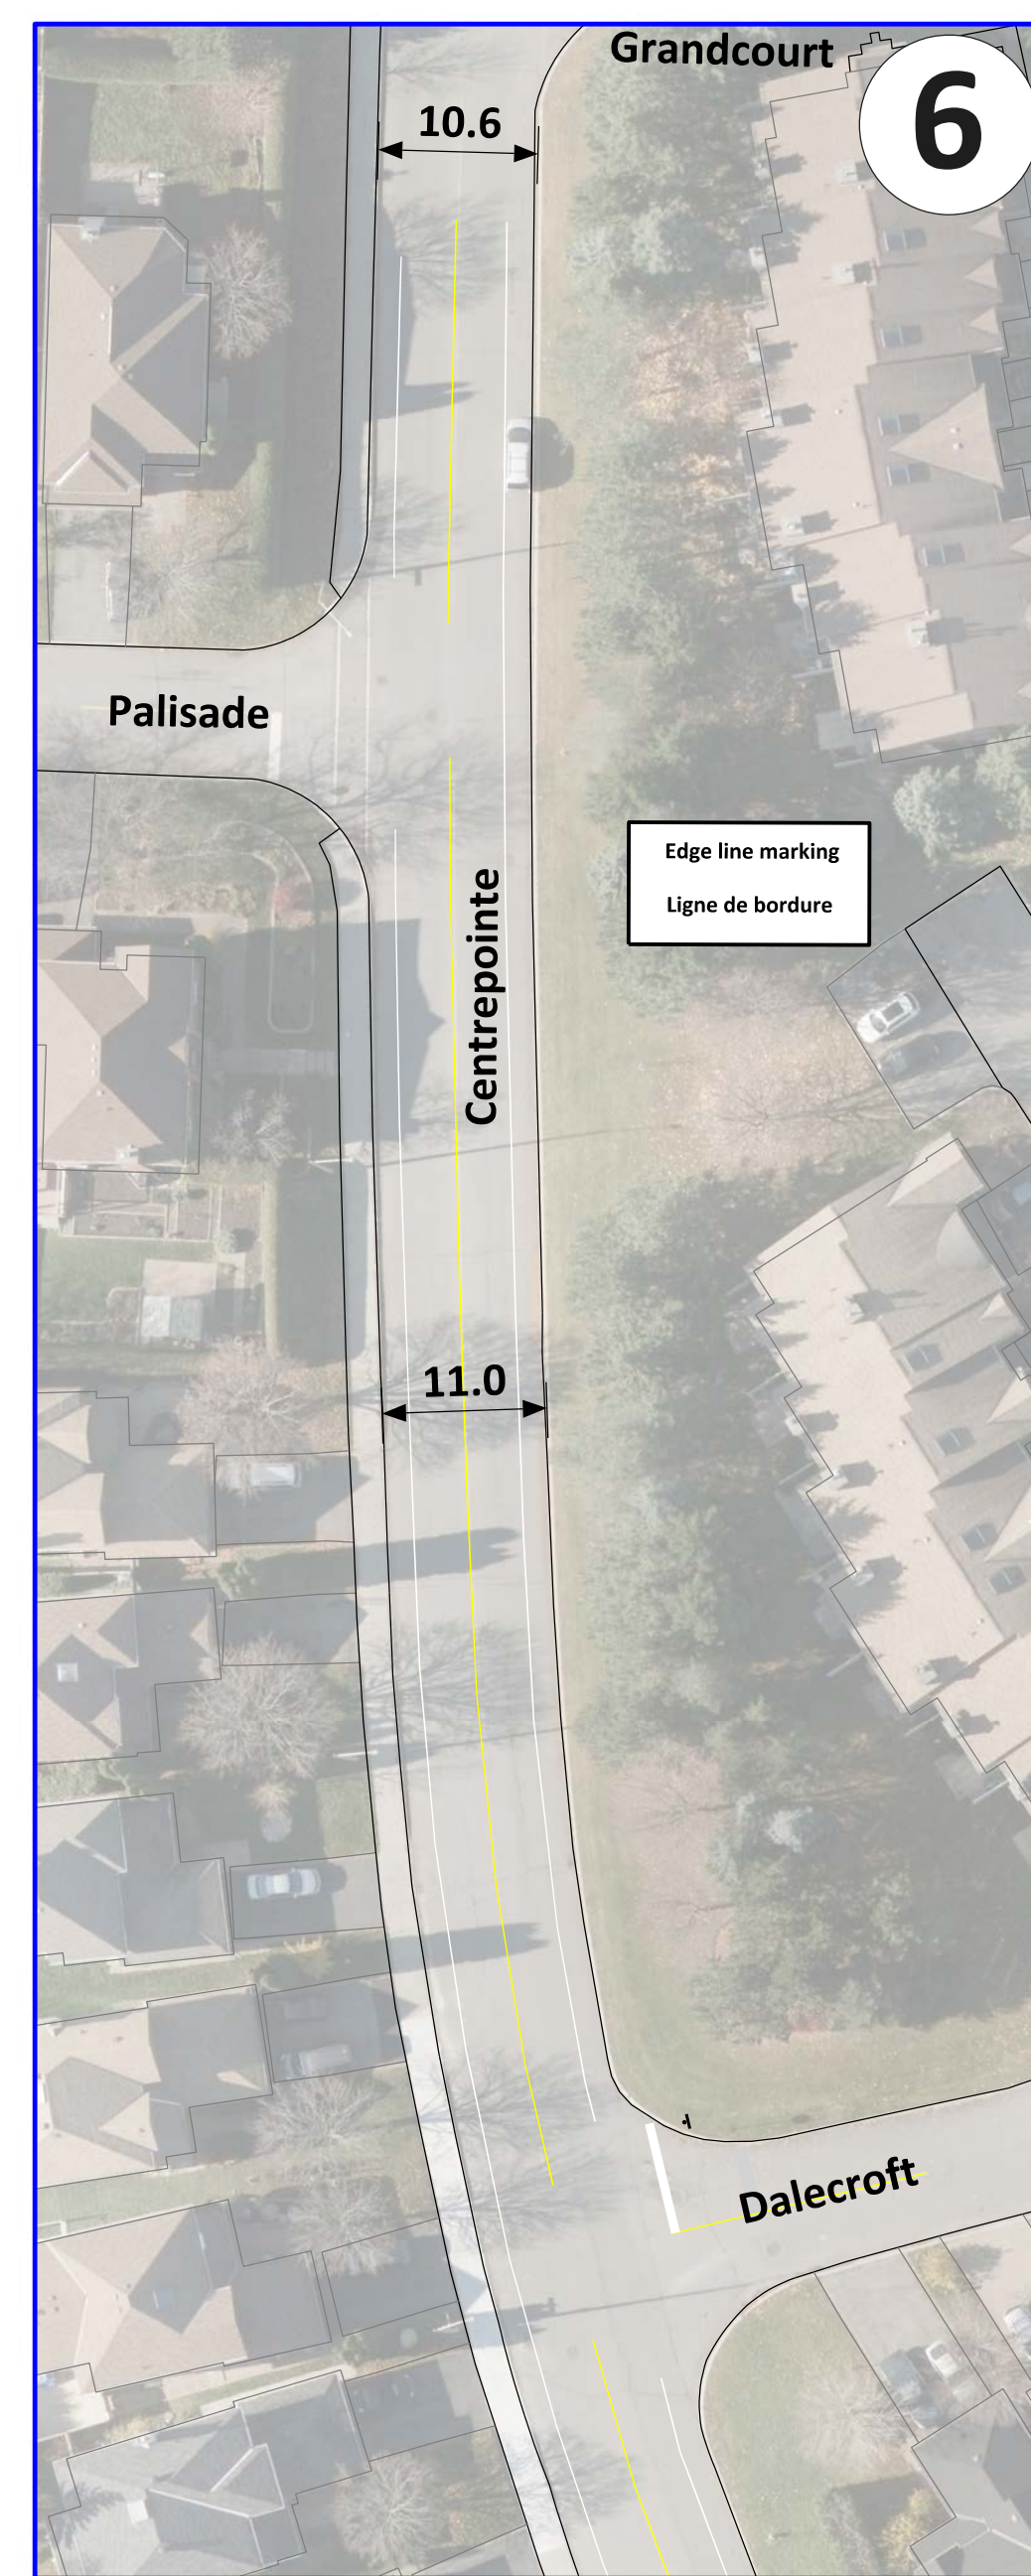 Grandcourt
6
10.6
Palisade
Edge line marking
Ligne de bordure
Centrepointe
11.0
Dalecroft